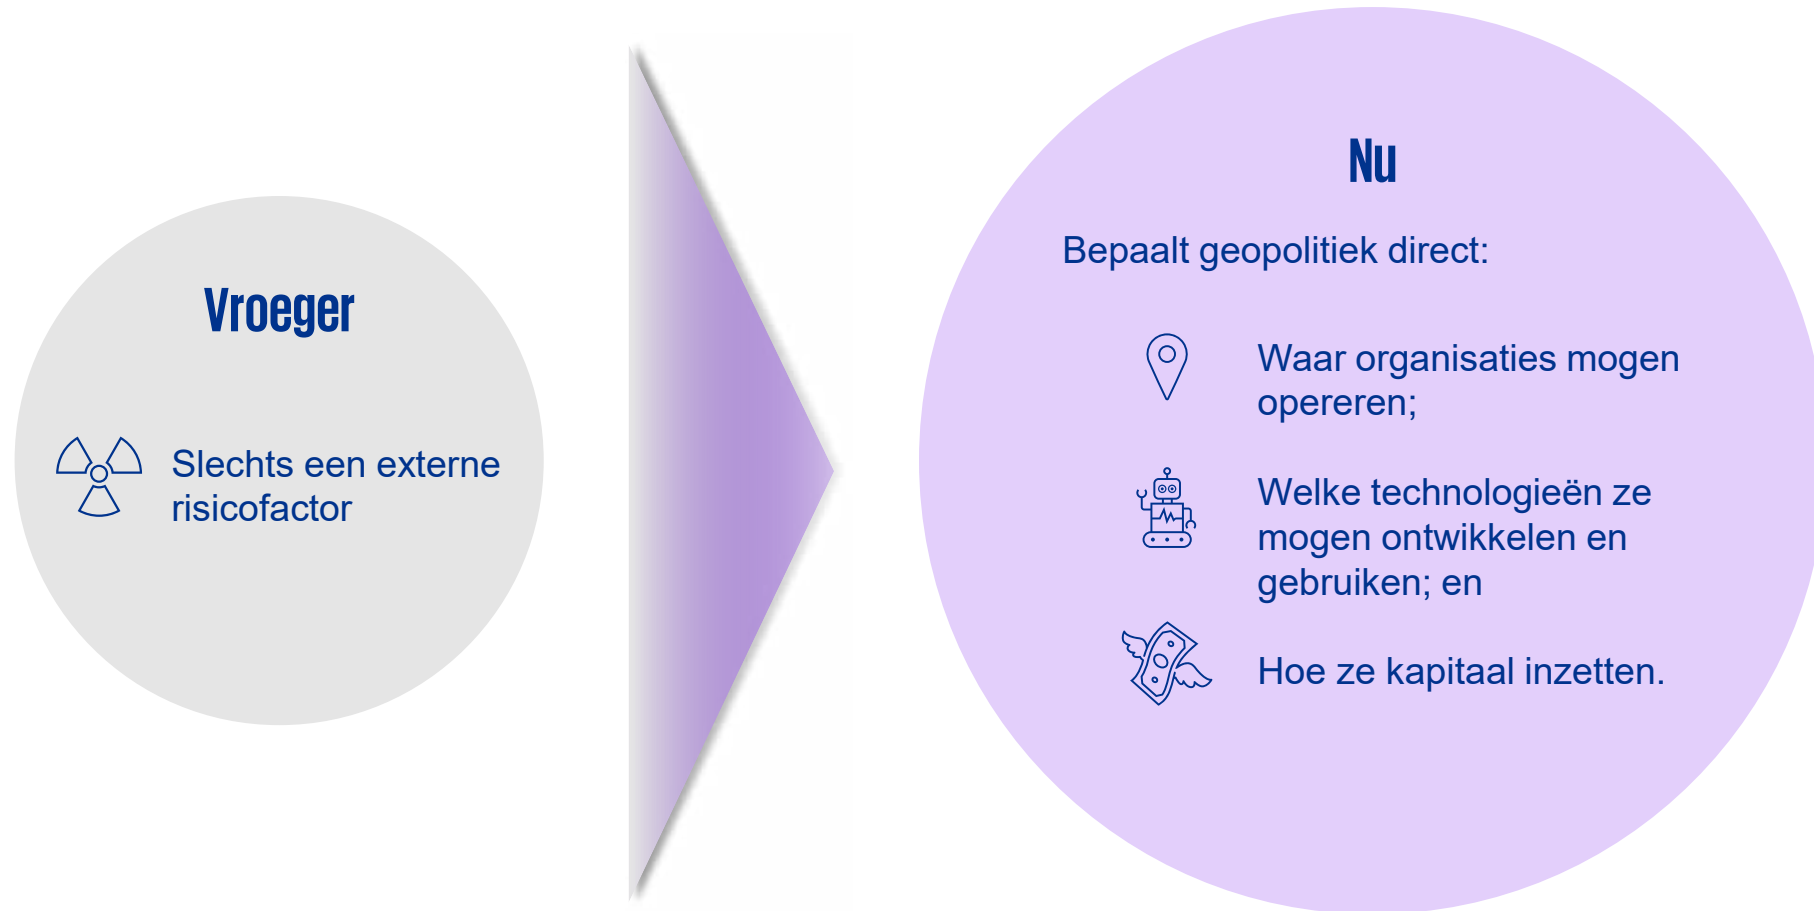 Vroeger
Slechts een externe
risicofactor
Nu
Bepaalt geopolitiek direct:
Waar organisaties mogen
opereren;
Welke technologieën ze
mogen ontwikkelen en
gebruiken; en
Hoe ze kapitaal inzetten.